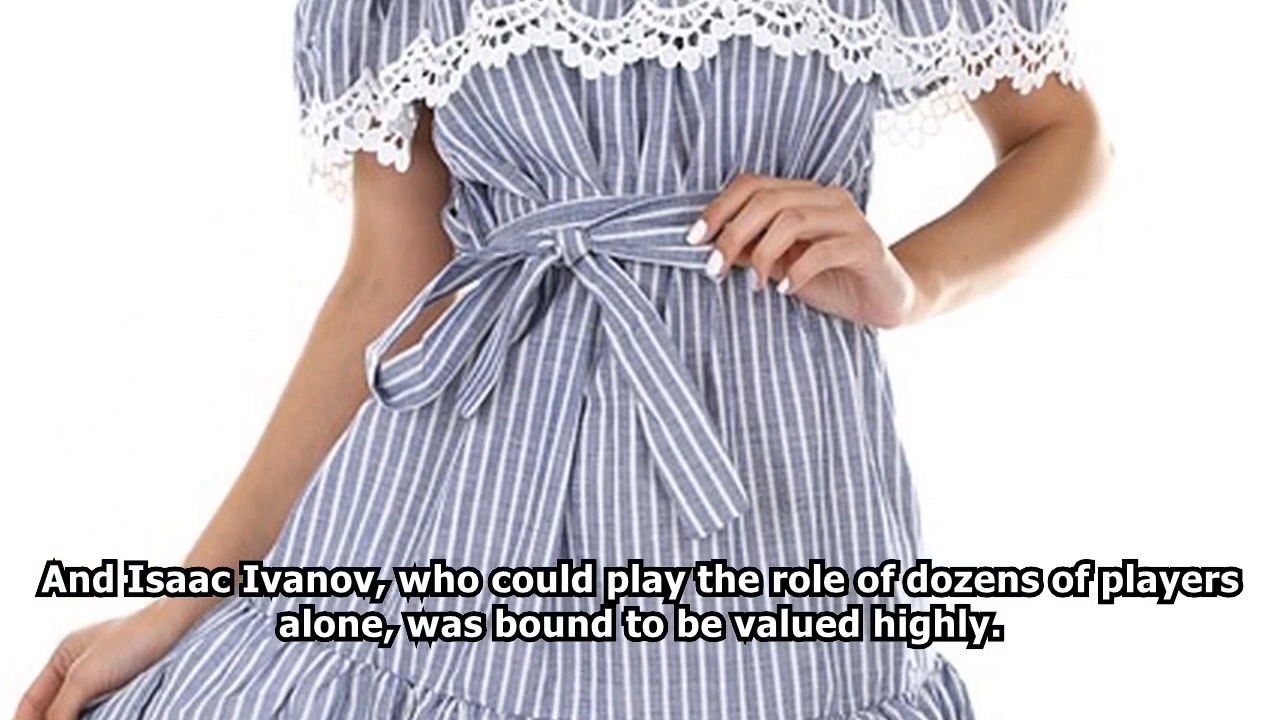 And Isaac Ivanov, who could play the role of dozens of players
alone, was bound to be valued highly.